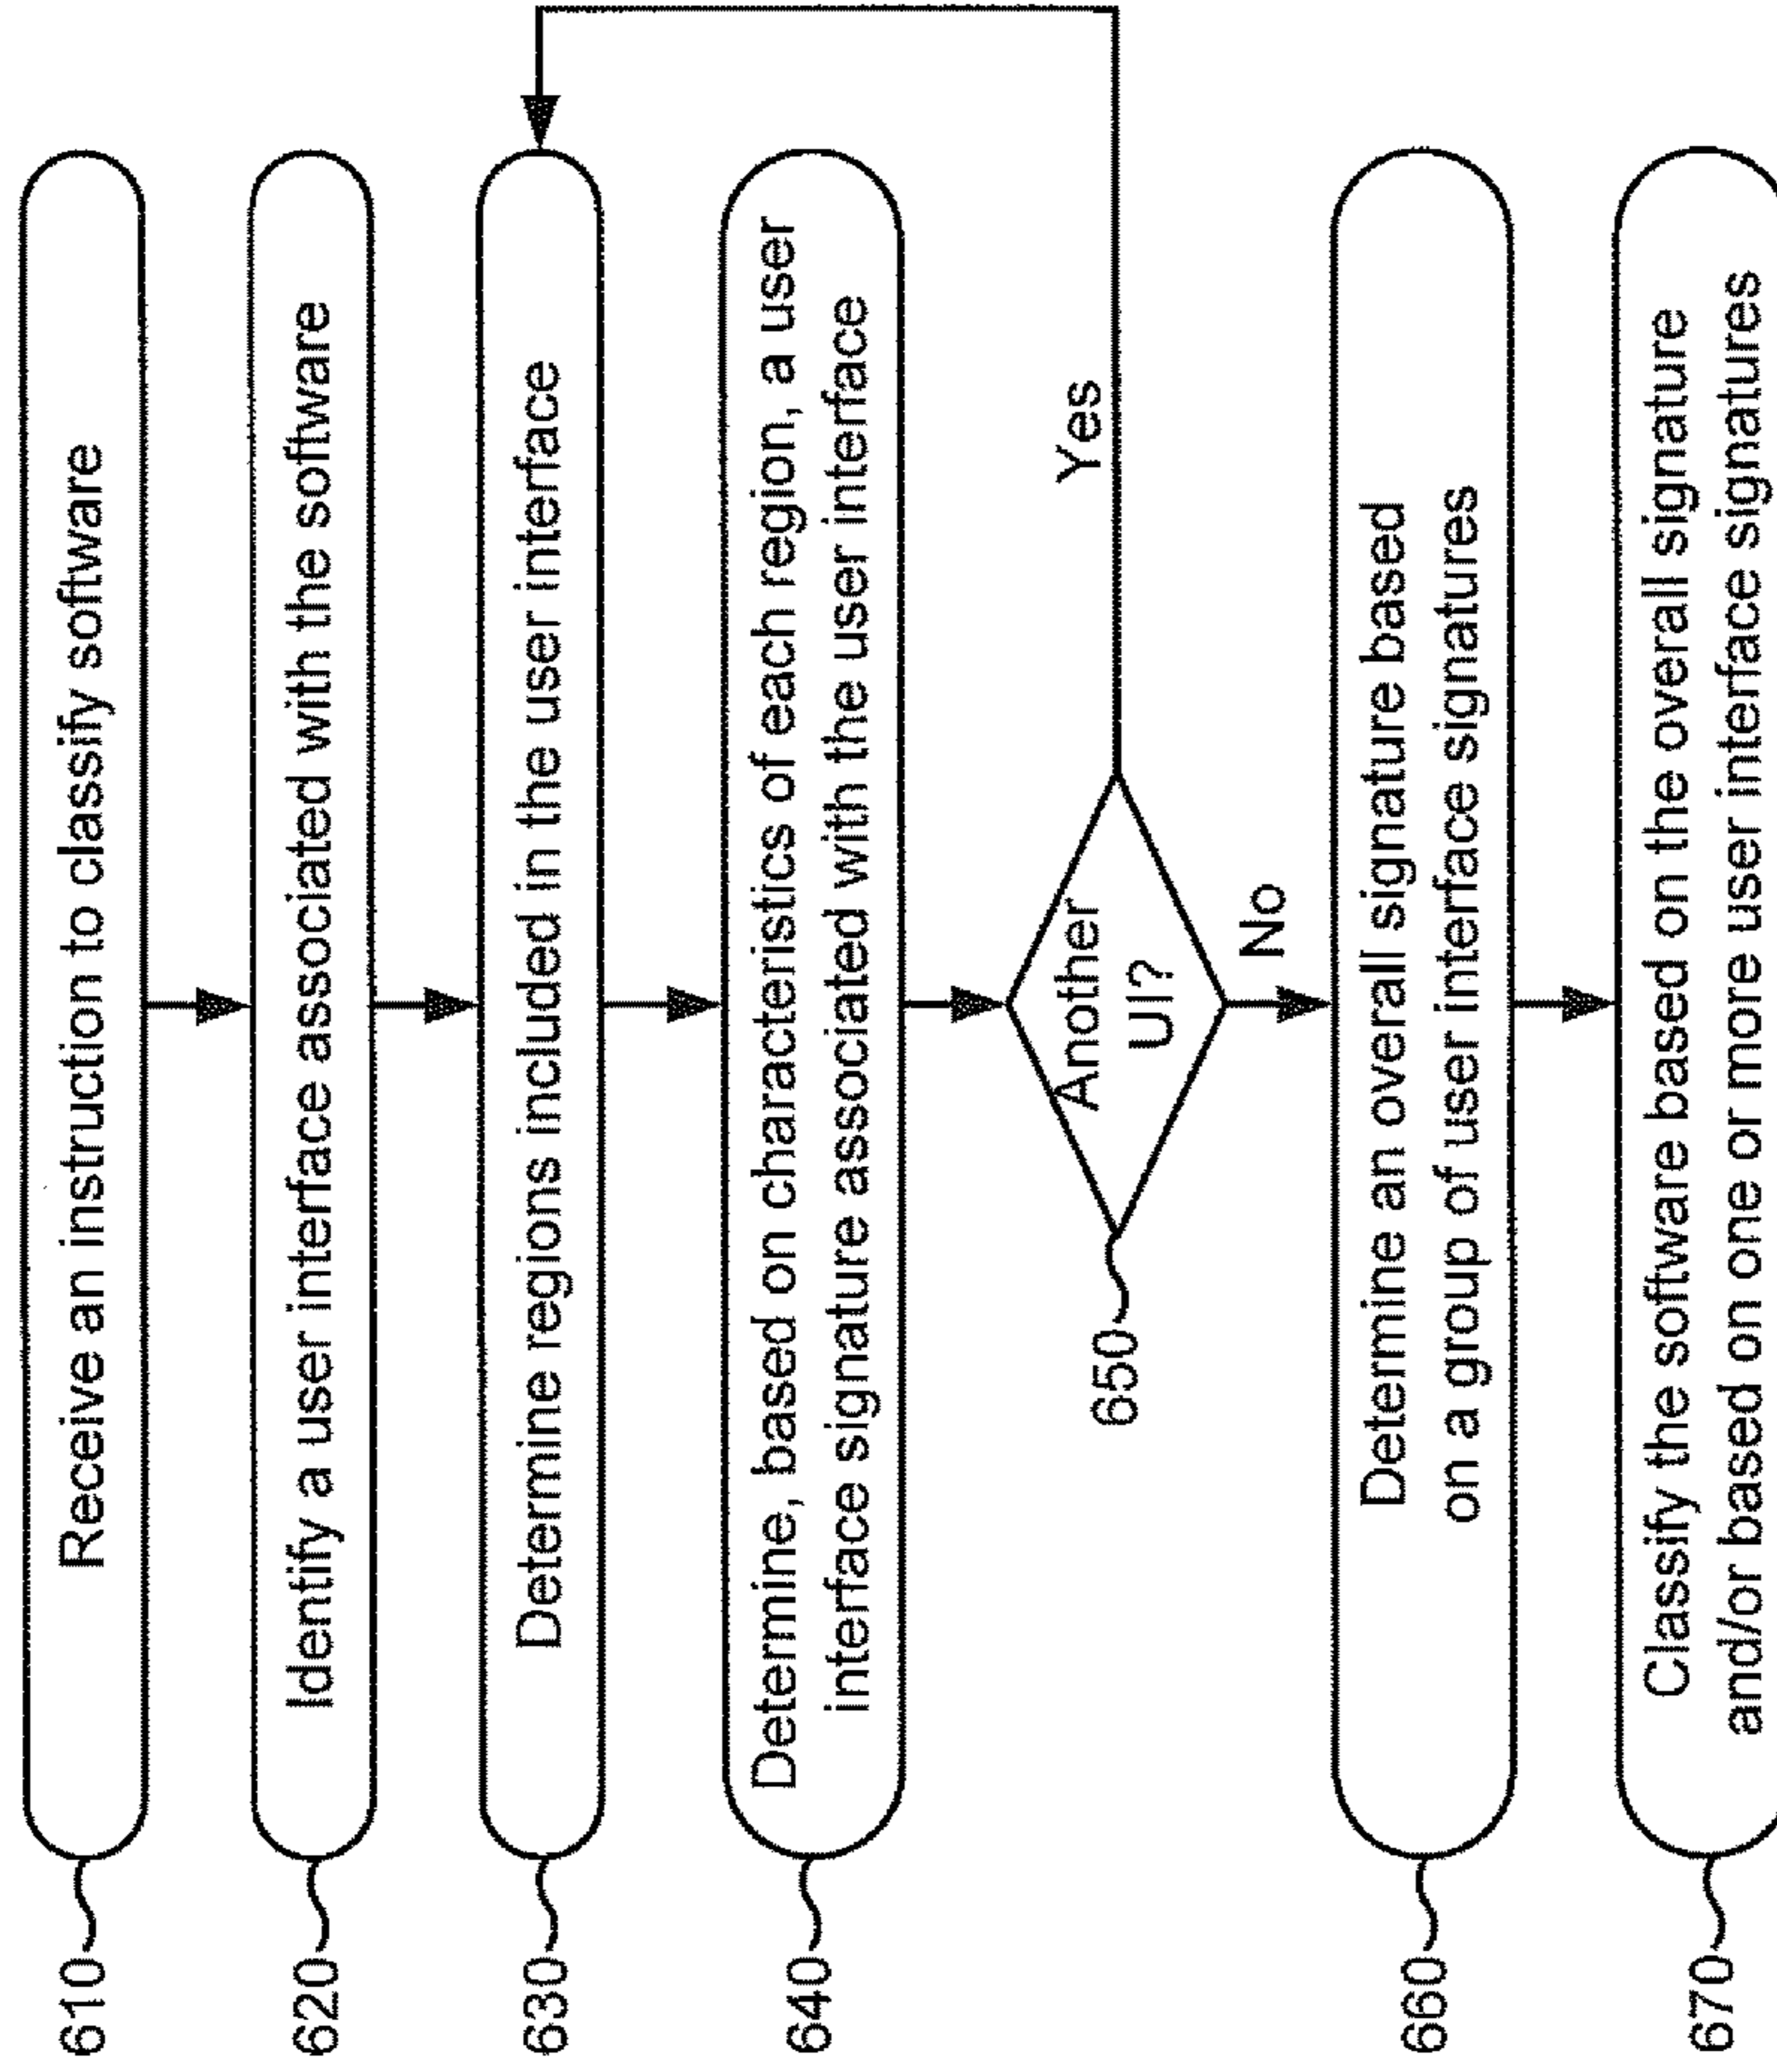 610
Receive an instruction to classify software
620
Identify a user interface associated with the software
630
Determine regions included in the user interface
640
Determine, based on characteristics of each region, a user
interface signature associated with the user interface
650
Another
UI?
Yes
No
660
Determine an overall signature based
on a group of user interface signatures
670
Classify the software based on the overall signature
and/or based on one or more user interface signatures